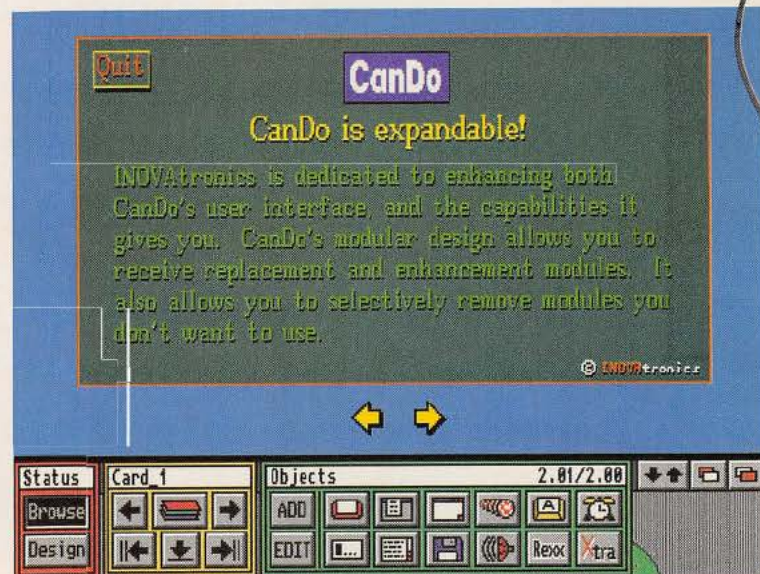 Quit
CanDo
CanDo is expandable!
INOVAtronics is dedicated to enhancing both
CanDo's user interface, and the capabilities it
gives you. CanDo's modular design allows you to
receive replacement and enhancement modules. It
also allows you to selectively remove modules you
don't want to use.
© INOVAtronics
Status
Card_1
Objects 2.01/2.00
Browse
ADD
A
Design
EDIT
Rexx
Xtra